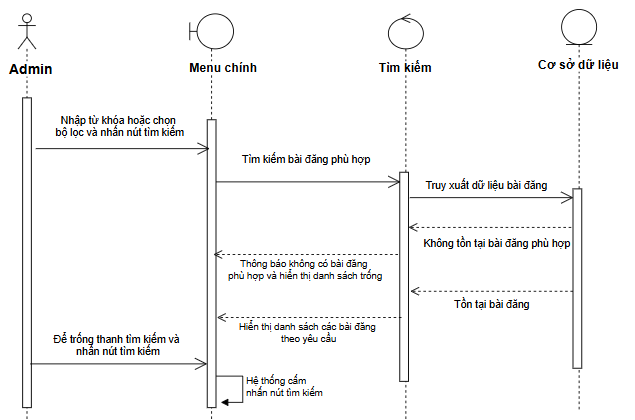 Admin
Menu chính
Tìm kiếm
Cơ sở dữ liệu
Nhập từ khóa hoặc chọn
bộ lọc và nhấn nút tìm kiếm
Tìm kiếm bài đăng phù hợp
Truy xuất dữ liệu bài đăng
Không tồn tại bài đăng phù hợp
Thông báo không có bài đăng
phù hợp và hiển thị danh sách trống
Tồn tại bài đăng
Hiển thị danh sách các bài đăng
theo yêu cầu
Để trống thanh tìm kiếm và
nhấn nút tìm kiếm
Hệ thống cấm
nhấn nút tìm kiếm